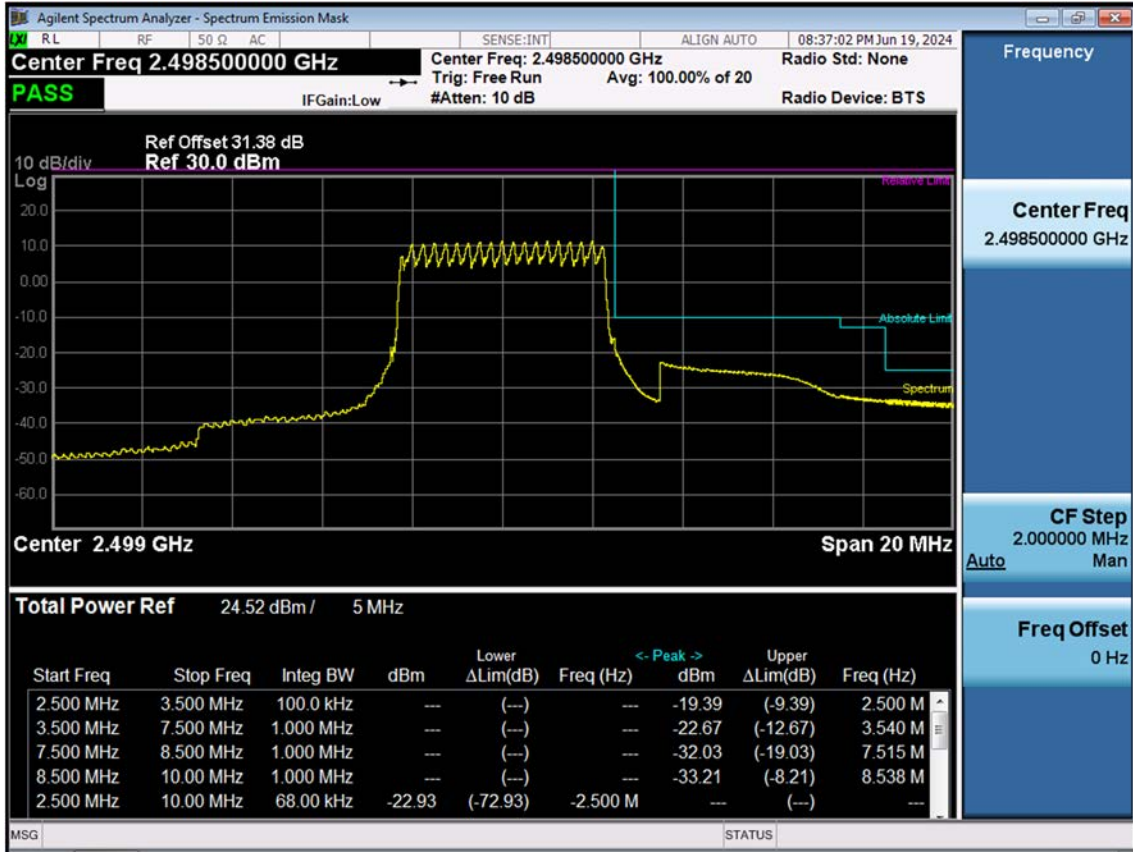 Agilent Spectrum Analyzer - Spectrum Emission Mask
LXI RL RF 50 Ω AC SENSE:INT ALIGN AUTO 08:37:02 PM Jun 19, 2024
Center Freq 2.498500000 GHz Center Freq: 2.498500000 GHz Radio Std: None
Trig: Free Run Avg: 100.00% of 20
PASS IFGain:Low #Atten: 10 dB Radio Device: BTS
Ref Offset 31.38 dB
10 dB/div Ref 30.0 dBm
Log
Relative Limit
20.0
10.0
0.00
-10.0
Absolute Limit
-20.0
-30.0
Spectrum
-40.0
-50.0
-60.0
Center 2.499 GHz Span 20 MHz
Total Power Ref 24.52 dBm / 5 MHz
Lower <- Peak -> Upper
Start Freq Stop Freq Integ BW dBm ΔLim(dB) Freq (Hz) dBm ΔLim(dB) Freq (Hz)
2.500 MHz 3.500 MHz 100.0 kHz --- (---) --- -19.39 (-9.39) 2.500 M
3.500 MHz 7.500 MHz 1.000 MHz --- (---) --- -22.67 (-12.67) 3.540 M
7.500 MHz 8.500 MHz 1.000 MHz --- (---) --- -32.03 (-19.03) 7.515 M
8.500 MHz 10.00 MHz 1.000 MHz --- (---) --- -33.21 (-8.21) 8.538 M
2.500 MHz 10.00 MHz 68.00 kHz -22.93 (-72.93) -2.500 M --- (---) ---
MSG STATUS
Frequency
Center Freq
2.498500000 GHz
CF Step
2.000000 MHz
Auto Man
Freq Offset
0 Hz